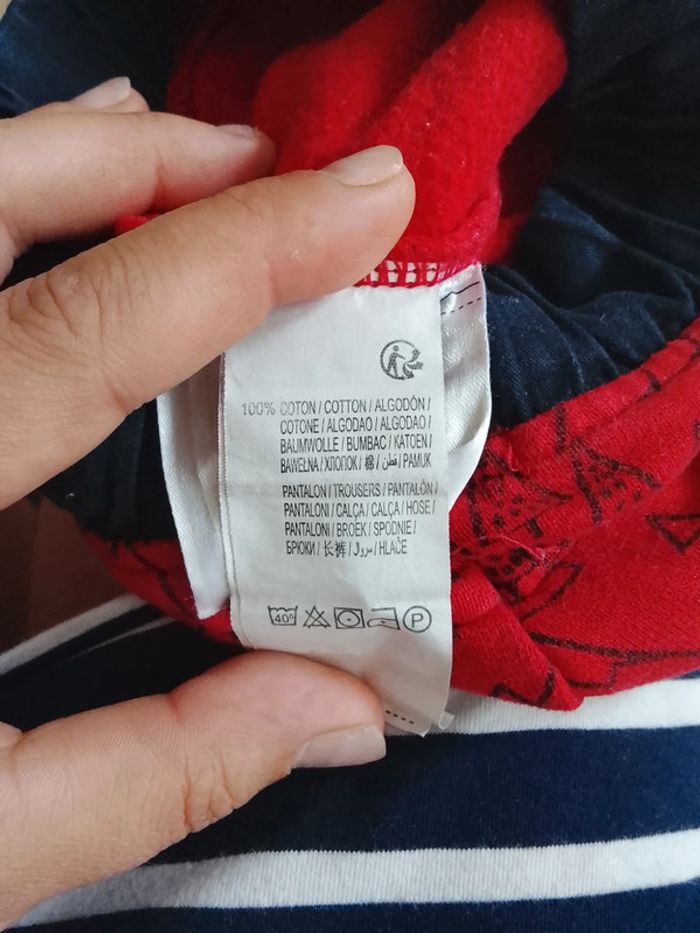 100% COTON / COTTON / ALGODÓN /
COTONE / ALGODAO / ALGODAO /
BAUMWOLLE / BUMBAC / KATOEN /
BAWEŁNA / ХЛОПОК / 棉 / قطن / PAMUK
PANTALON / TROUSERS / PANTALÓN /
PANTALONI / CALÇA / CALÇA / HOSE /
PANTALONI / BROEK / SPODNIE /
БРЮКИ / 长裤 / سروال / HLAČE
40° P